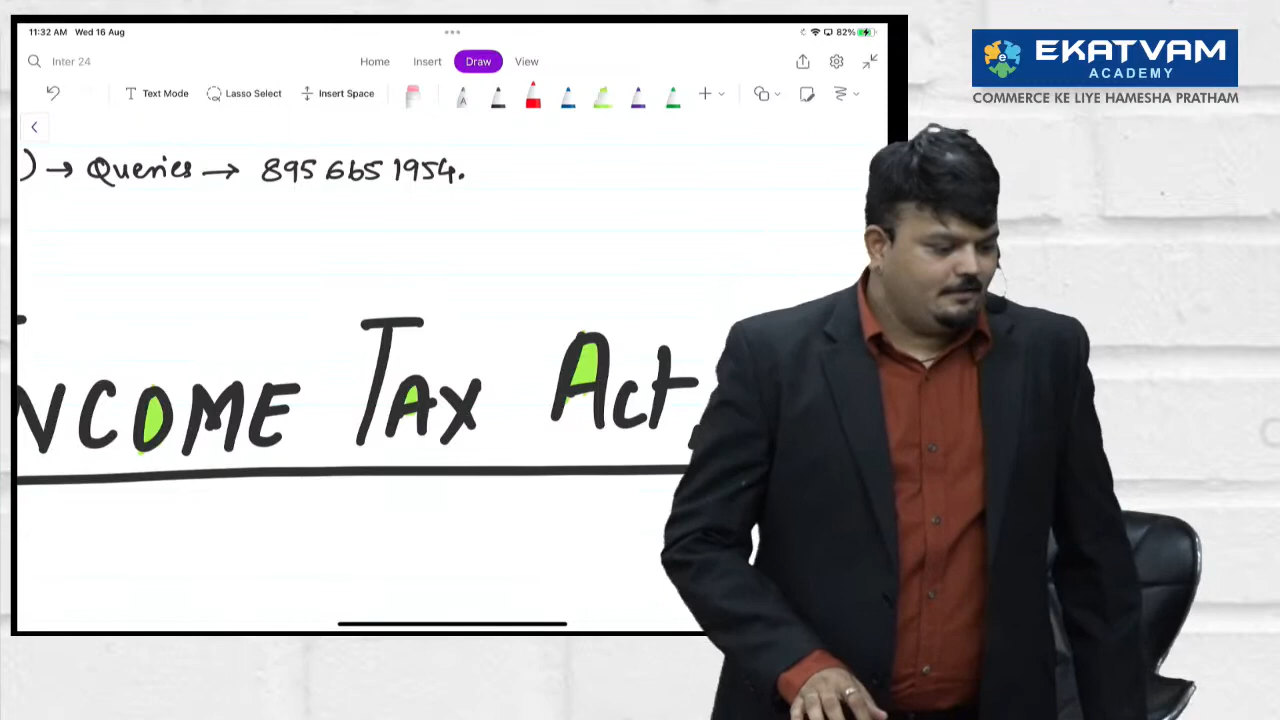 11:32 AM Wed 16 Aug
82%
EKATVAM
ACADEMY
COMMERCE KE LIYE HAMESHA PRATHAM
Inter 24
Home Insert Draw View
Text Mode Lasso Select Insert Space
) → Queries → 895 665 1954.
NCOME TAX Act